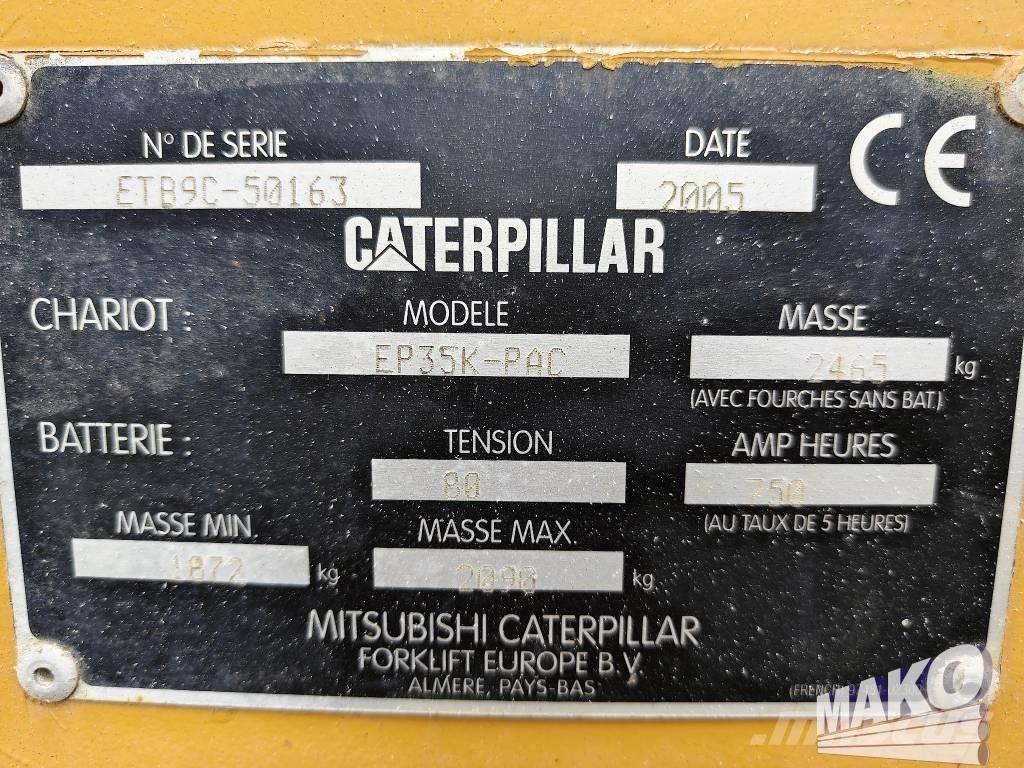 N° DE SERIE DATE CE
ETB9C-50163 2005
CATERPILLAR
CHARIOT: MODELE MASSE
EP35K-PAC 2465 kg
(AVEC FOURCHES SANS BAT.)
BATTERIE: TENSION AMP HEURES
80 750
MASSE MIN. MASSE MAX. (AU TAUX DE 5 HEURES)
1872 kg 2090 kg
MITSUBISHI CATERPILLAR
FORKLIFT EUROPE B.V.
ALMERE, PAYS-BAS
(FRENCH)
MAKO